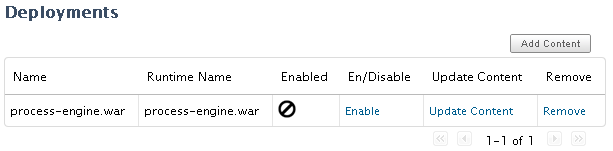 Deployments
Add Content
Name Runtime Name Enabled En/Disable Update Content Remove
process-engine.war process-engine.war Enable Update Content Remove
1-1 of 1